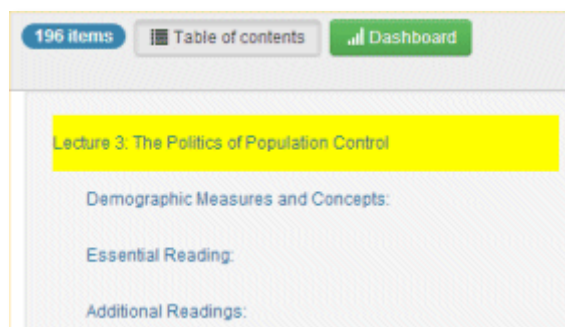 196 items Table of contents Dashboard
Lecture 3: The Politics of Population Control
Demographic Measures and Concepts:
Essential Reading:
Additional Readings: